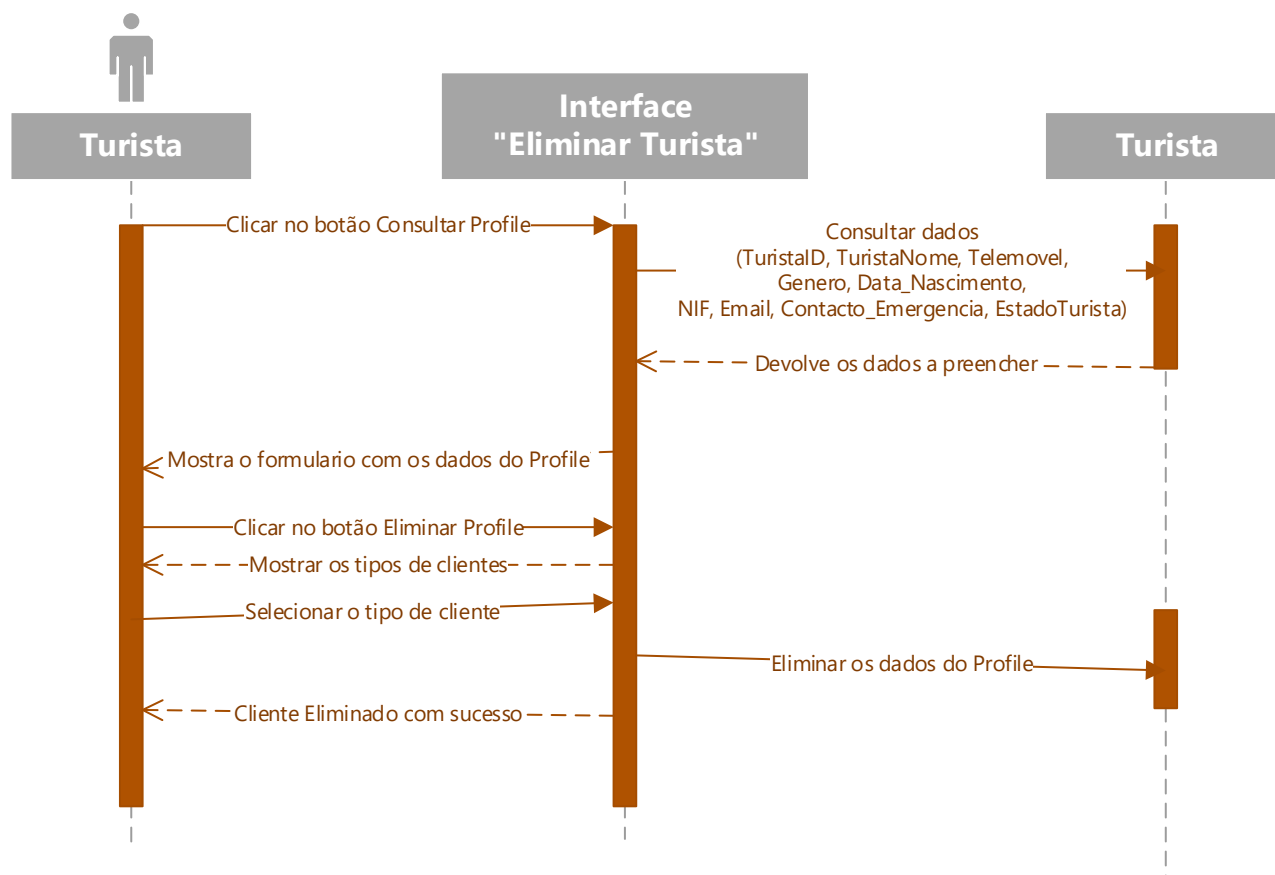 Turista
Interface
"Eliminar Turista"
Turista
Clicar no botão Consultar Profile
Consultar dados
(TuristaID, TuristaNome, Telemovel,
Genero, Data_Nascimento,
NIF, Email, Contacto_Emergencia, EstadoTurista)
Devolve os dados a preencher
Mostra o formulario com os dados do Profile
Clicar no botão Eliminar Profile
Mostrar os tipos de clientes
Selecionar o tipo de cliente
Eliminar os dados do Profile
Cliente Eliminado com sucesso